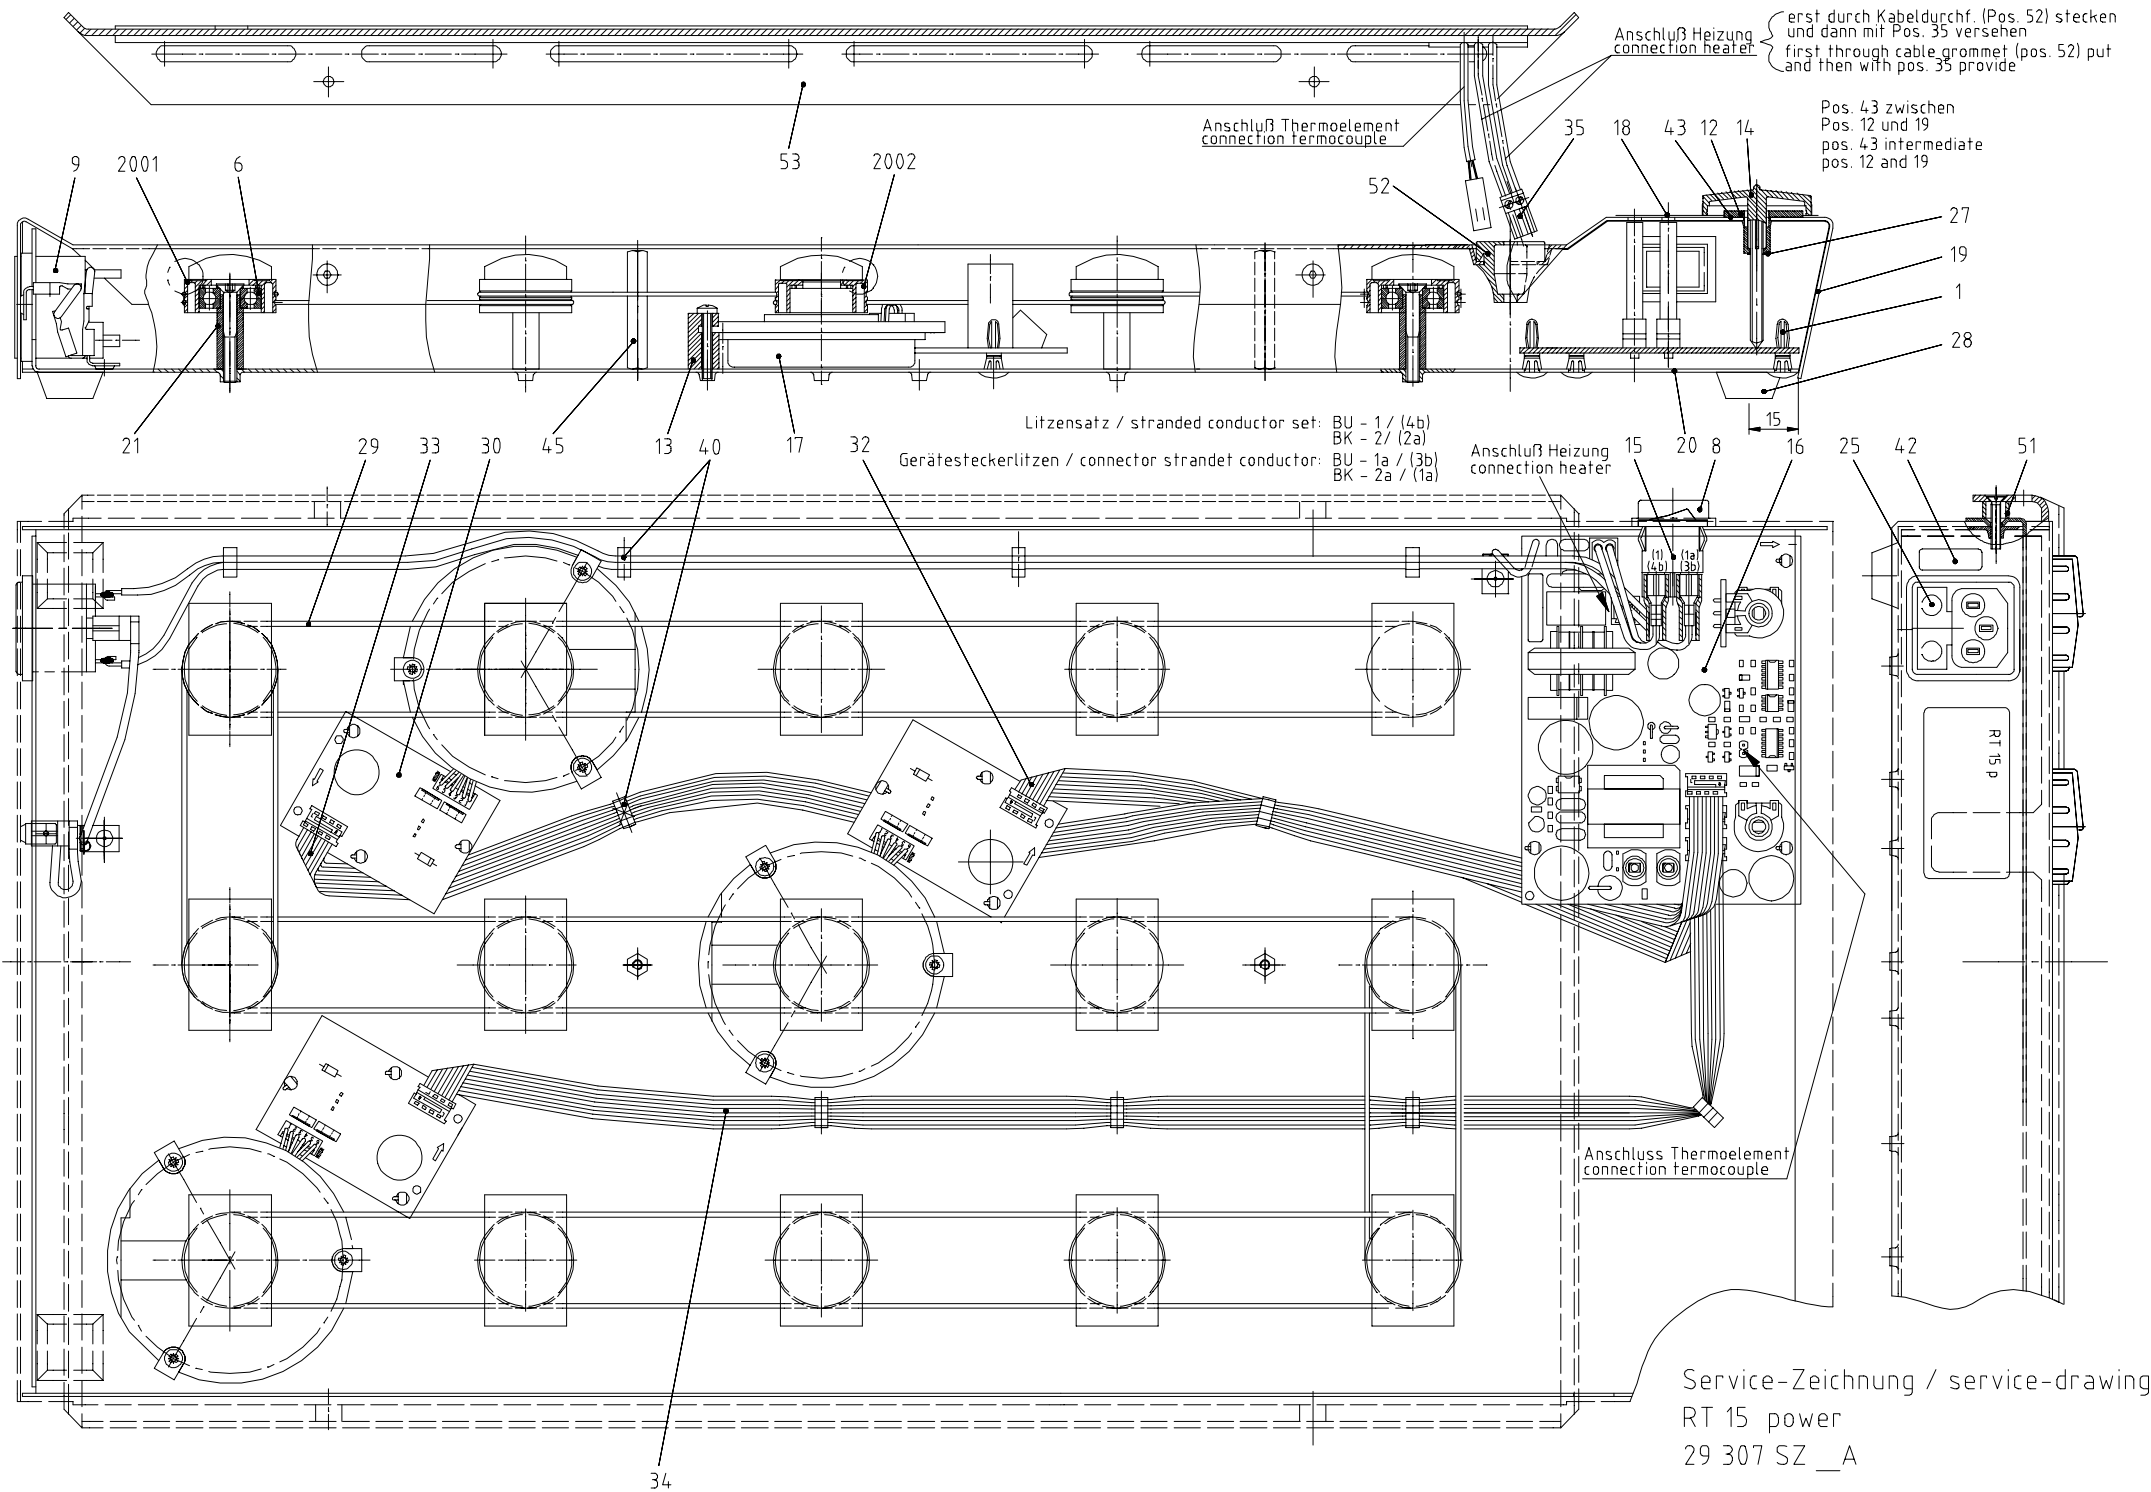 Anschluß Heizung
connection heater
erst durch Kabeldurchf. (Pos. 52) stecken
und dann mit Pos. 35 versehen
first through cable grommet (pos. 52) put
and then with pos. 35 provide
Anschluß Thermoelement
connection termocouple
Pos. 43 zwischen
Pos. 12 und 19
pos. 43 intermediate
pos. 12 and 19
53
35 18 43 12 14
9 2001 6 2002
52
27
19
1
28
15
21 29 33 30 45 13 40 17 32
Litzensatz / stranded conductor set: BU - 1 / (4b)
BK - 2/ (2a)
Gerätesteckerlitzen / connector strandet conductor: BU - 1a / (3b)
BK - 2a / (1a)
Anschluß Heizung
connection heater
15 20 8 16 25 42 51
(1) (1a)
(4b) (3b)
RT 15 p
Anschluss Thermoelement
connection termocouple
34
Service-Zeichnung / service-drawing
RT 15 power
29 307 SZ __A